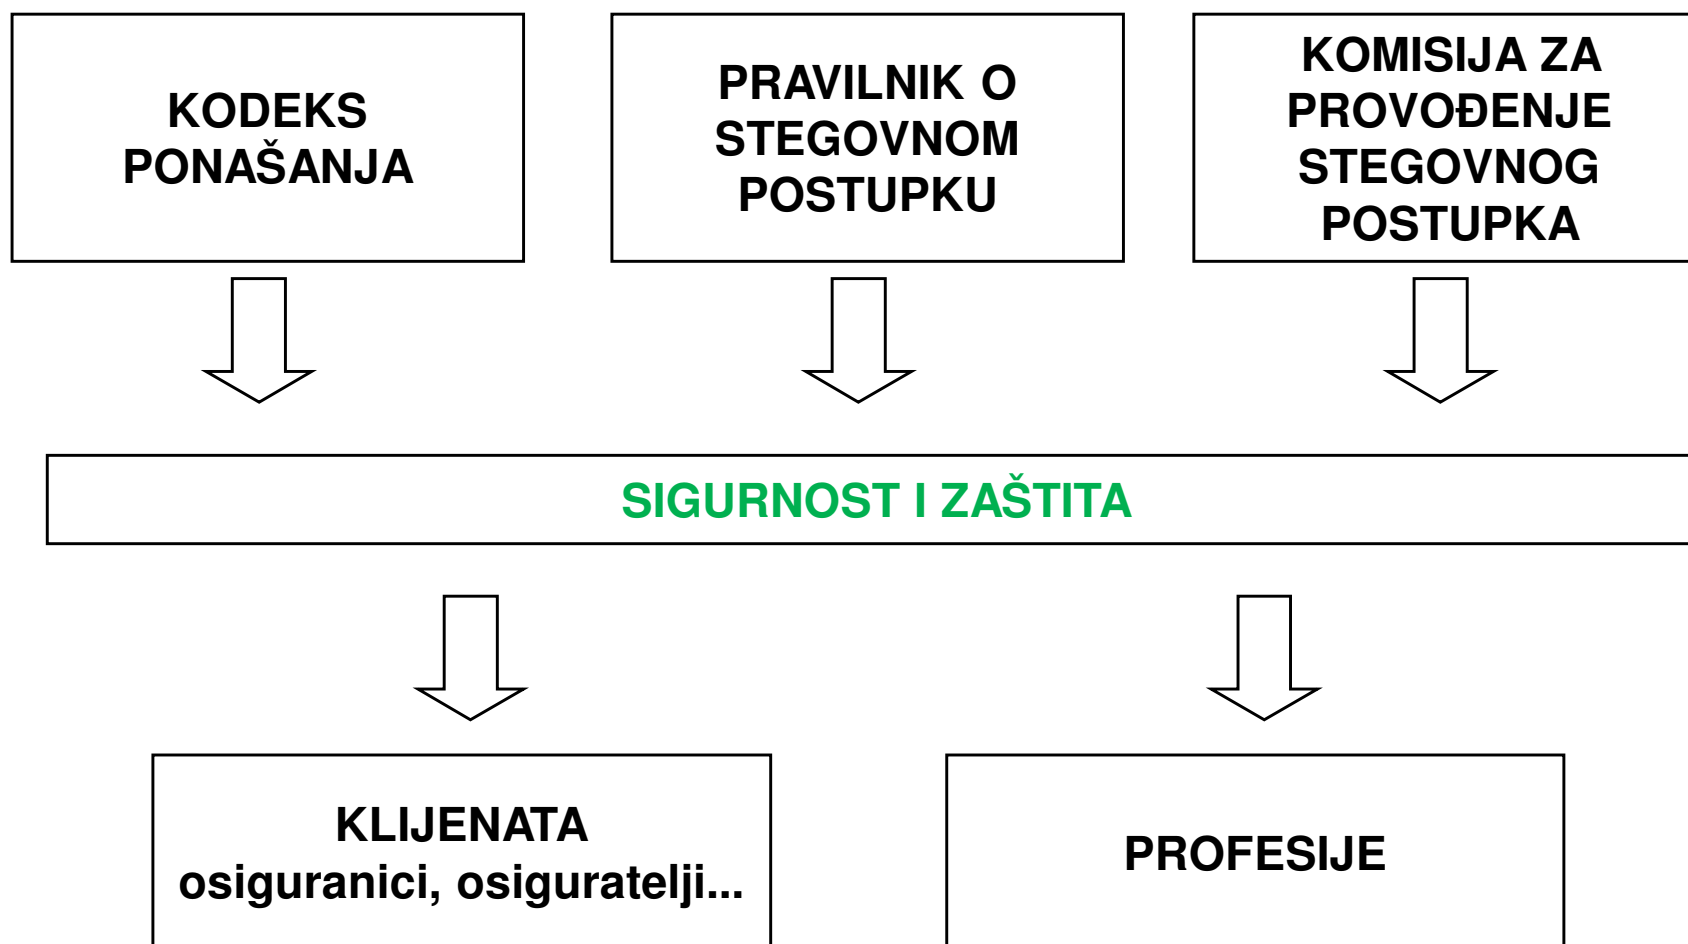 KODEKS
PONAŠANJA
PRAVILNIK O
STEGOVNOM
POSTUPKU
KOMISIJA ZA
PROVOĐENJE
STEGOVNOG
POSTUPKA
SIGURNOST I ZAŠTITA
KLIJENATA
osiguranici, osiguratelji...
PROFESIJE